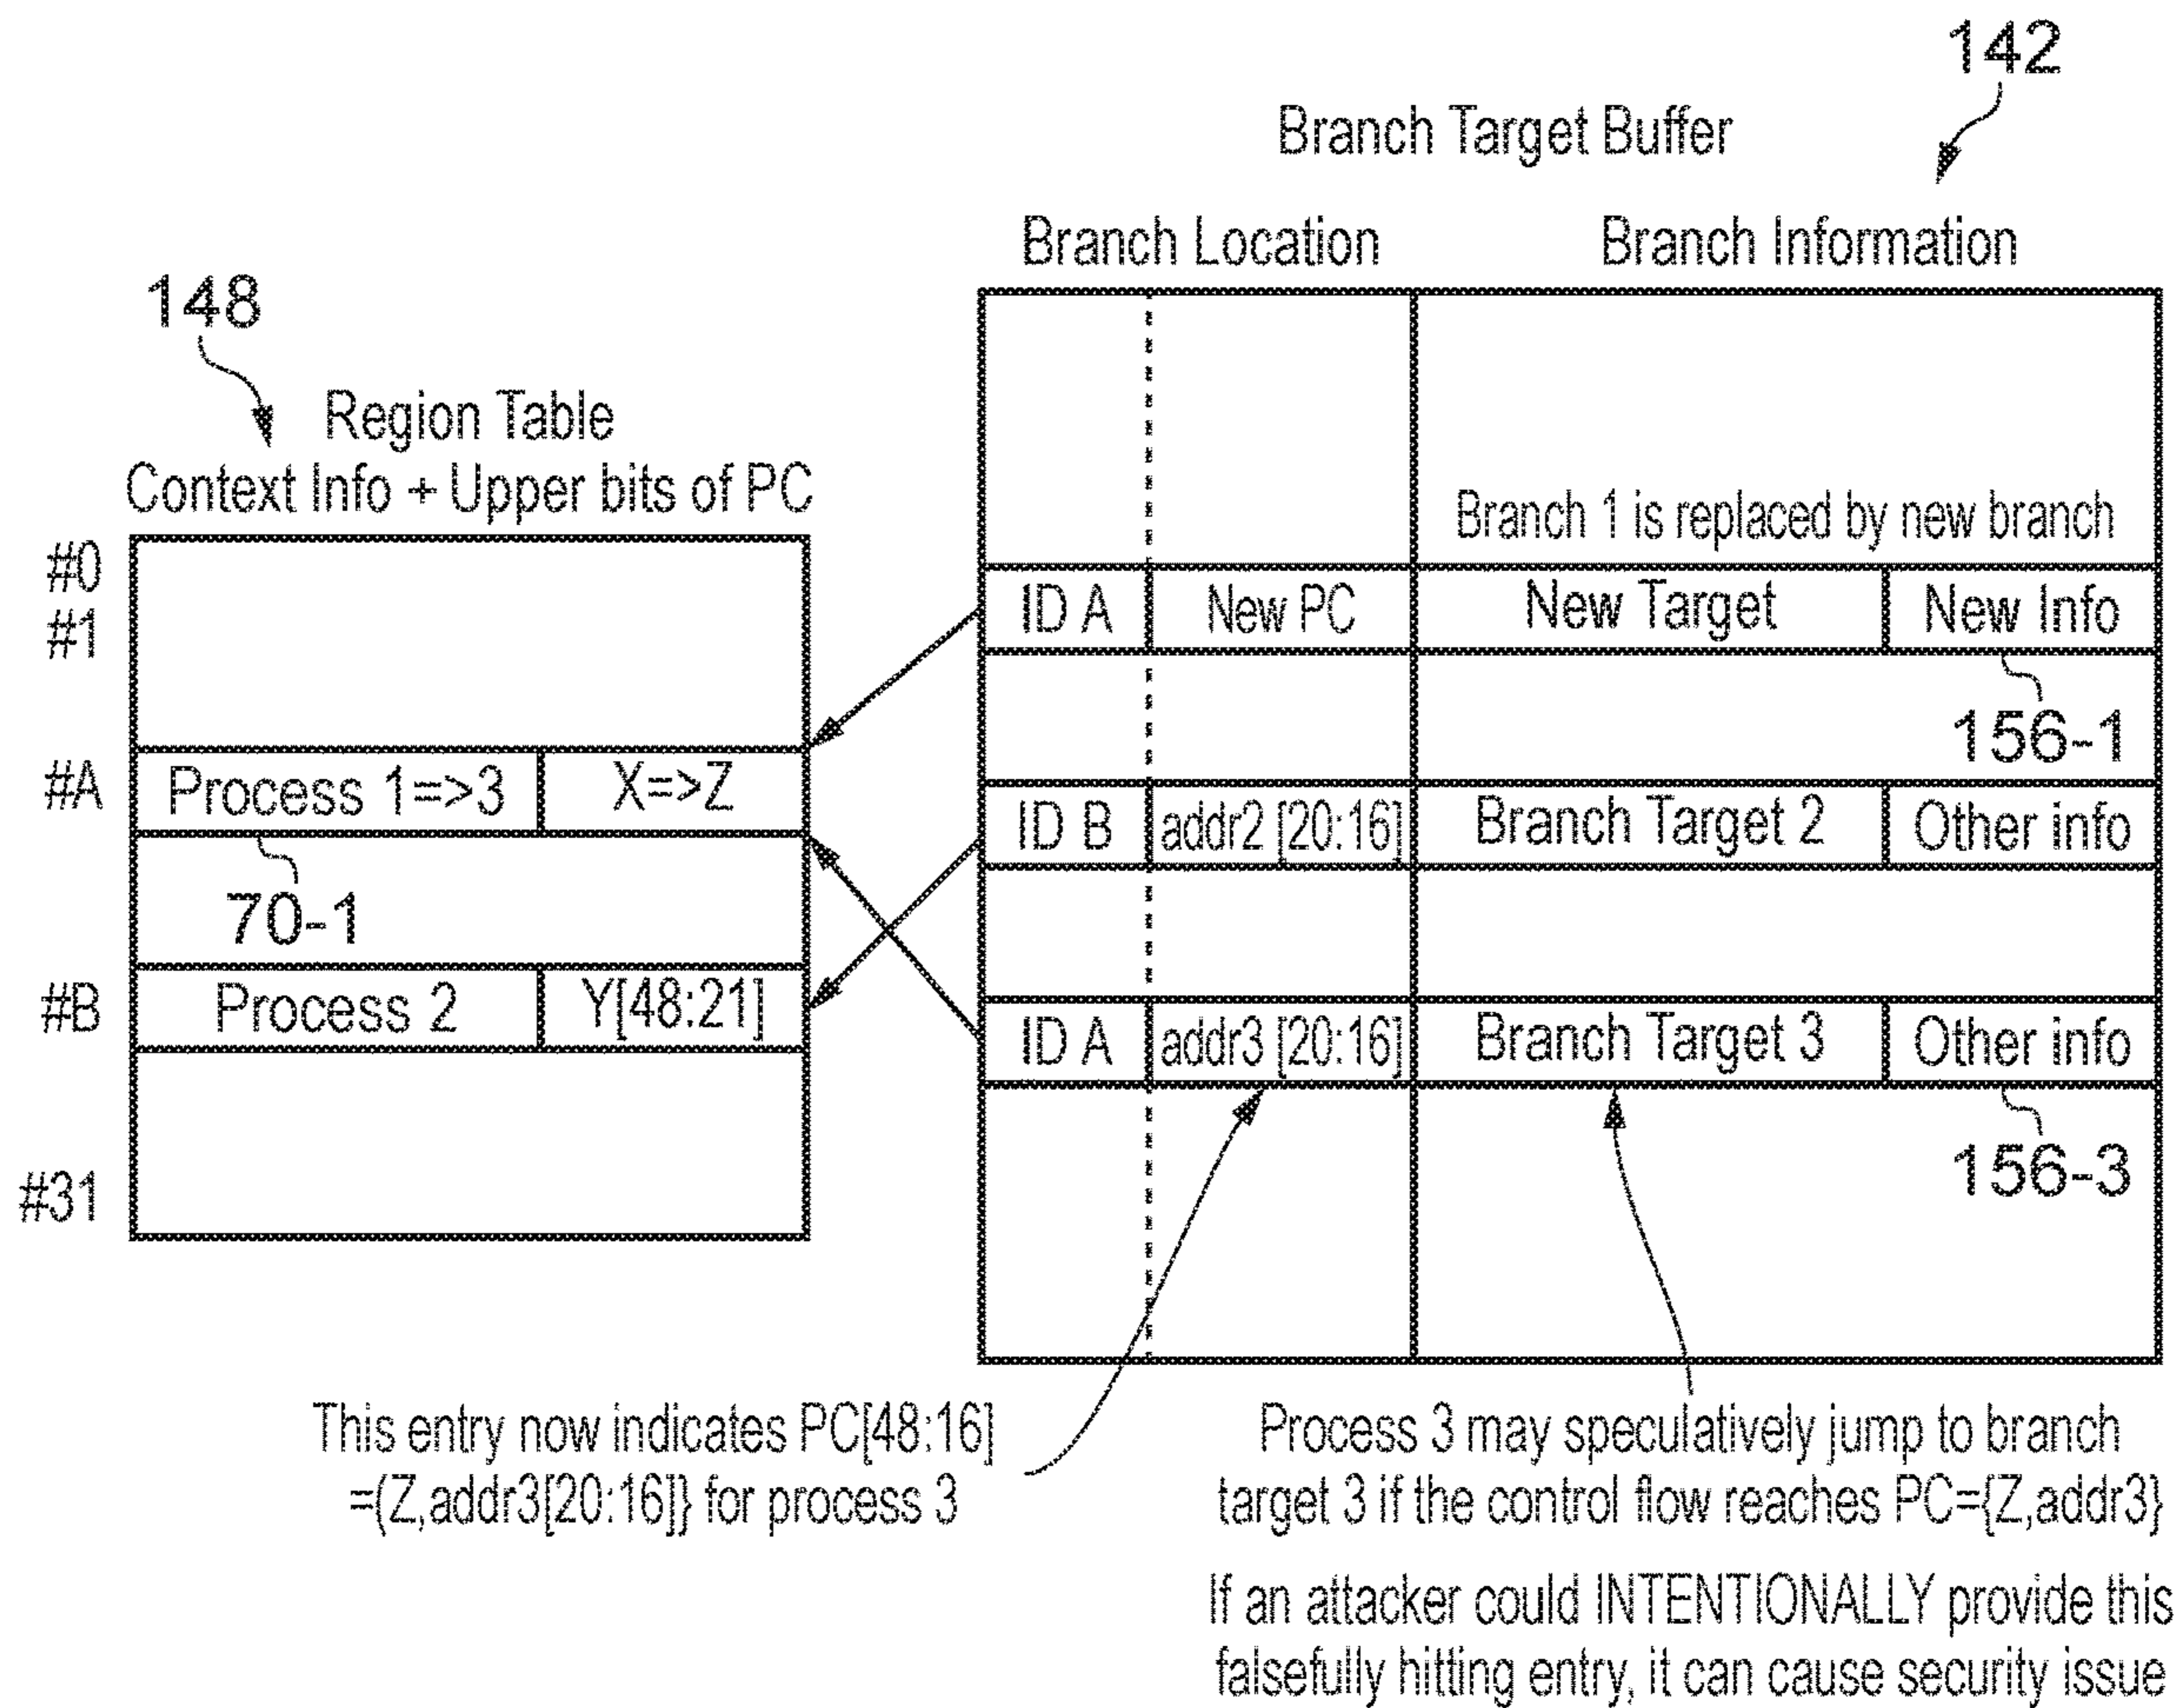 142
Branch Target Buffer
Branch Location
Branch Information
148
Region Table
Context Info + Upper bits of PC
Branch 1 is replaced by new branch
#0
#1
ID A
New PC
New Target
New Info
156-1
#A
Process 1=>3
X=>Z
ID B
addr2 [20:16]
Branch Target 2
Other info
70-1
#B
Process 2
Y[48:21]
ID A
addr3 [20:16]
Branch Target 3
Other info
156-3
#31
This entry now indicates PC[48:16]
=(Z,addr3[20:16]} for process 3
Process 3 may speculatively jump to branch
target 3 if the control flow reaches PC={Z,addr3}
If an attacker could INTENTIONALLY provide this
falsefully hitting entry, it can cause security issue